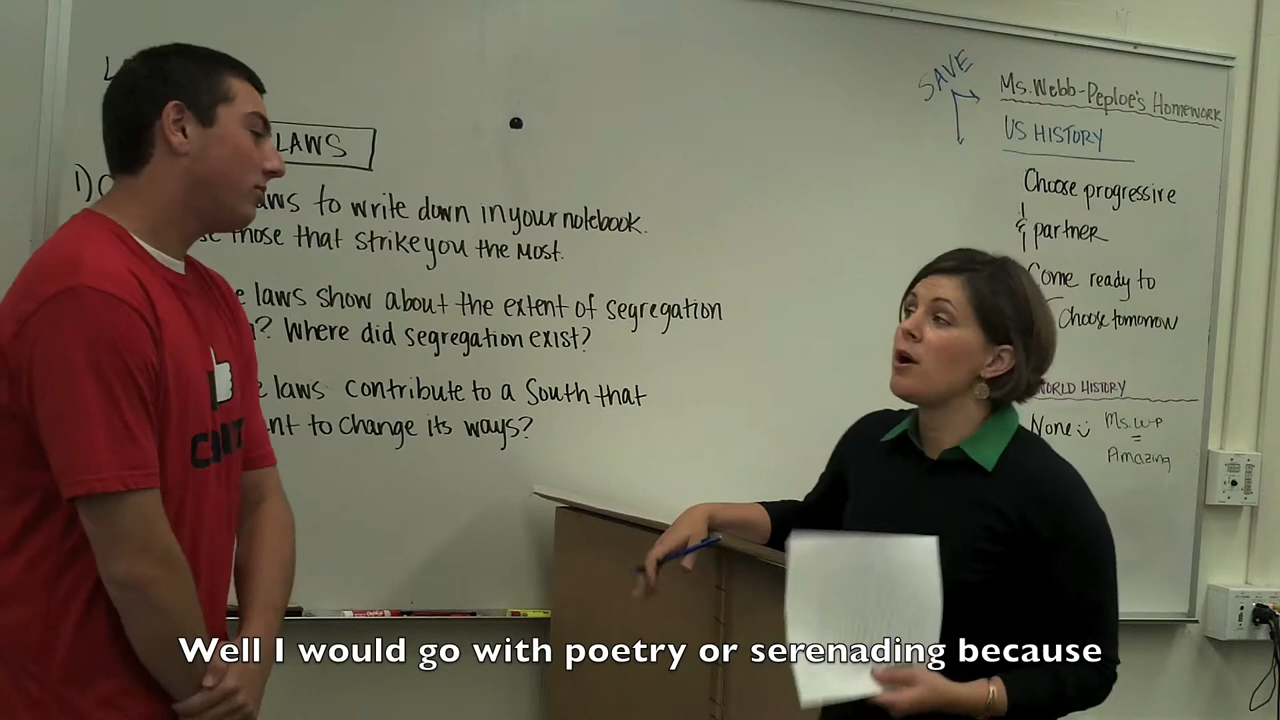 LAWS
1)
laws to write down in your notebook.
those that strike you the most.
laws show about the extent of segregation
? Where did segregation exist?
laws contribute to a South that
to change its ways?
SAVE
Ms. Webb-Peploe's Homework
US HISTORY
Choose progressive
& partner
Come ready to
Choose tomorrow
WORLD HISTORY
None :)
Ms. W-P
=
Amazing
Well I would go with poetry or serenading because